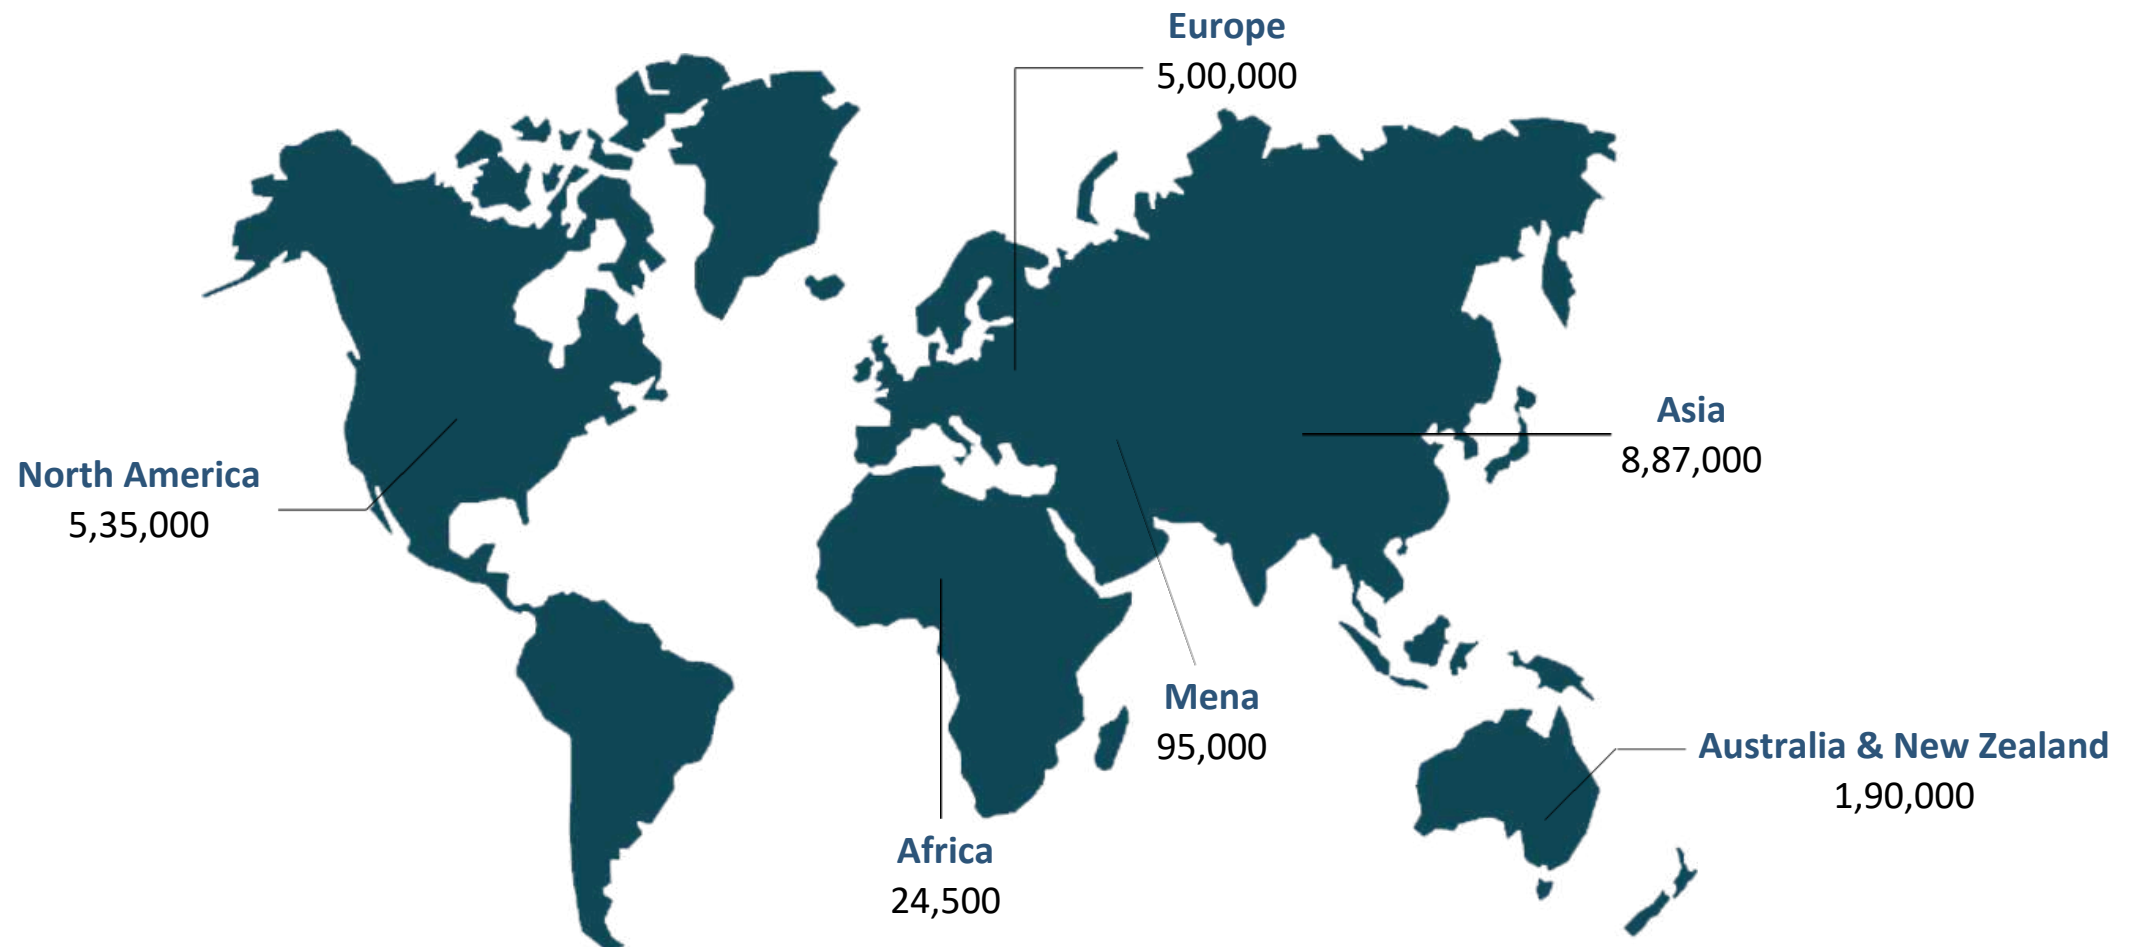 Europe
5,00,000
Asia
8,87,000
North America
5,35,000
Mena
95,000
Australia & New Zealand
1,90,000
Africa
24,500